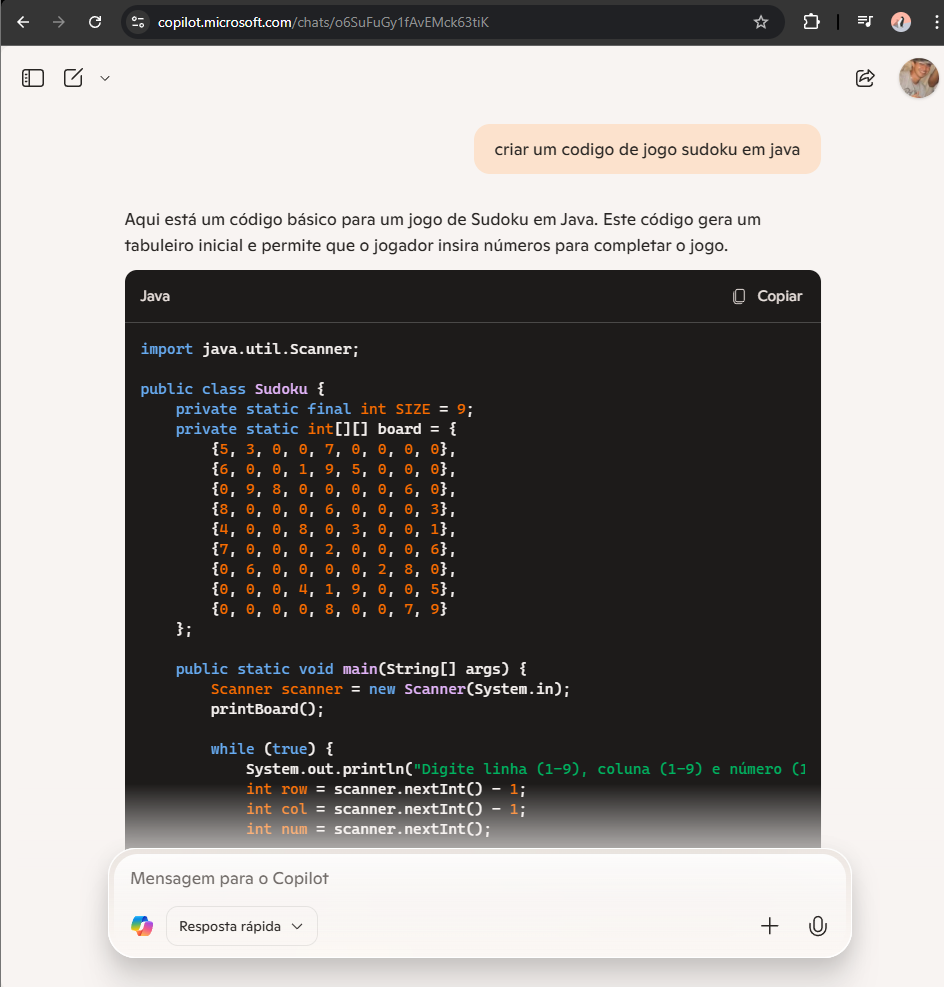 copilot.microsoft.com/chats/o6SuFuGy1fAvEMck63tiK
criar um codigo de jogo sudoku em java
Aqui está um código básico para um jogo de Sudoku em Java. Este código gera um
tabuleiro inicial e permite que o jogador insira números para completar o jogo.
Java
Copiar
import java.util.Scanner;
public class Sudoku {
private static final int SIZE = 9;
private static int[][] board = {
{5, 3, 0, 0, 7, 0, 0, 0, 0},
{6, 0, 0, 1, 9, 5, 0, 0, 0},
{0, 9, 8, 0, 0, 0, 0, 6, 0},
{8, 0, 0, 0, 6, 0, 0, 0, 3},
{4, 0, 0, 8, 0, 3, 0, 0, 1},
{7, 0, 0, 0, 2, 0, 0, 0, 6},
{0, 6, 0, 0, 0, 0, 2, 8, 0},
{0, 0, 0, 4, 1, 9, 0, 0, 5},
{0, 0, 0, 0, 8, 0, 0, 7, 9}
};
public static void main(String[] args) {
Scanner scanner = new Scanner(System.in);
printBoard();
while (true) {
System.out.println("Digite linha (1-9), coluna (1-9) e número (1
int row = scanner.nextInt() - 1;
int col = scanner.nextInt() - 1;
int num = scanner.nextInt();
Mensagem para o Copilot
Resposta rápida